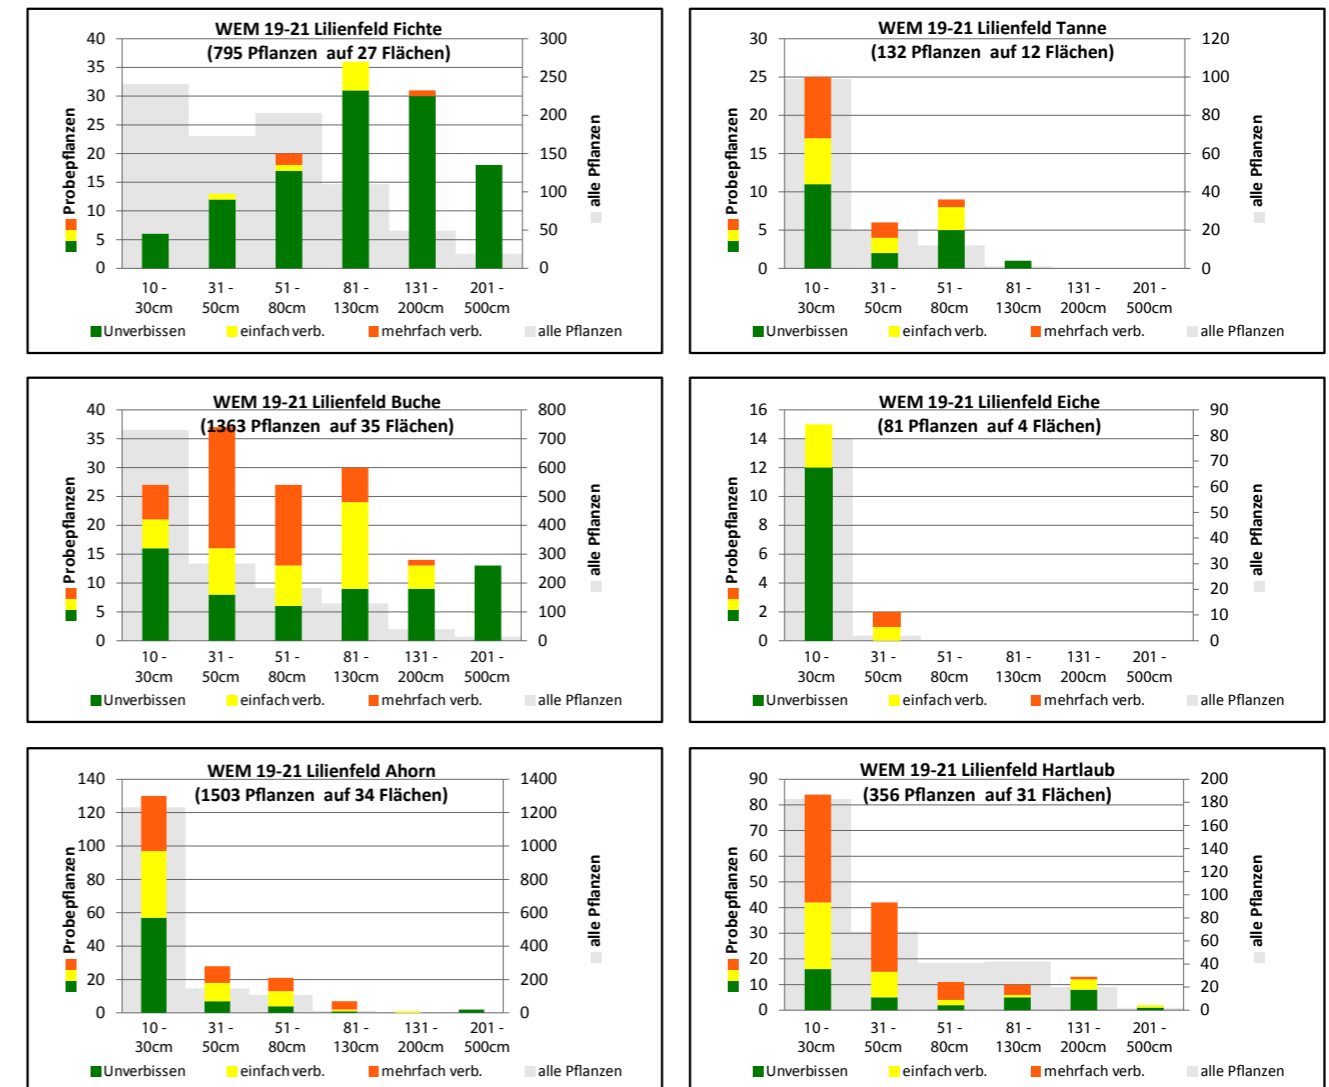 WEM 19-21 Lilienfeld Fichte
(795 Pflanzen auf 27 Flächen)
40
35
30
25
20
15
10
5
0
300
250
200
150
100
50
0
Probepflanzen
alle Pflanzen
10 - 30cm
31 - 50cm
51 - 80cm
81 - 130cm
131 - 200cm
201 - 500cm
Unverbissen einfach verb. mehrfach verb. alle Pflanzen
WEM 19-21 Lilienfeld Tanne
(132 Pflanzen auf 12 Flächen)
30
25
20
15
10
5
0
120
100
80
60
40
20
0
Probepflanzen
alle Pflanzen
10 - 30cm
31 - 50cm
51 - 80cm
81 - 130cm
131 - 200cm
201 - 500cm
Unverbissen einfach verb. mehrfach verb. alle Pflanzen
WEM 19-21 Lilienfeld Buche
(1363 Pflanzen auf 35 Flächen)
40
35
30
25
20
15
10
5
0
800
700
600
500
400
300
200
100
0
Probepflanzen
alle Pflanzen
10 - 30cm
31 - 50cm
51 - 80cm
81 - 130cm
131 - 200cm
201 - 500cm
Unverbissen einfach verb. mehrfach verb. alle Pflanzen
WEM 19-21 Lilienfeld Eiche
(81 Pflanzen auf 4 Flächen)
16
14
12
10
8
6
4
2
0
90
80
70
60
50
40
30
20
10
0
Probepflanzen
alle Pflanzen
10 - 30cm
31 - 50cm
51 - 80cm
81 - 130cm
131 - 200cm
201 - 500cm
Unverbissen einfach verb. mehrfach verb. alle Pflanzen
WEM 19-21 Lilienfeld Ahorn
(1503 Pflanzen auf 34 Flächen)
140
120
100
80
60
40
20
0
1400
1200
1000
800
600
400
200
0
Probepflanzen
alle Pflanzen
10 - 30cm
31 - 50cm
51 - 80cm
81 - 130cm
131 - 200cm
201 - 500cm
Unverbissen einfach verb. mehrfach verb. alle Pflanzen
WEM 19-21 Lilienfeld Hartlaub
(356 Pflanzen auf 31 Flächen)
90
80
70
60
50
40
30
20
10
0
200
180
160
140
120
100
80
60
40
20
0
Probepflanzen
alle Pflanzen
10 - 30cm
31 - 50cm
51 - 80cm
81 - 130cm
131 - 200cm
201 - 500cm
Unverbissen einfach verb. mehrfach verb. alle Pflanzen